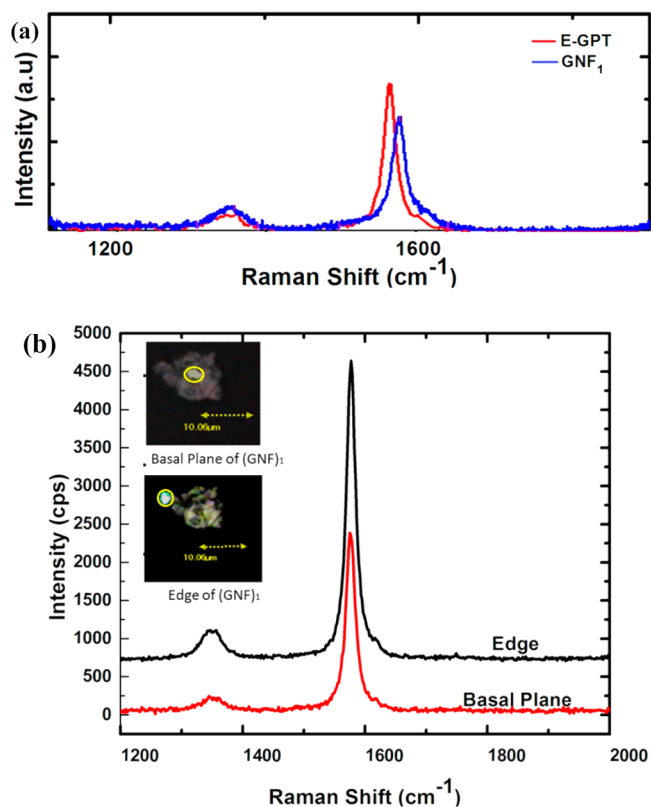 (a)
Intensity (a.u)
E-GPT
GNF1
1200
1600
Raman Shift (cm-1)
(b)
Intensity (cps)
5000
4500
4000
3500
3000
2500
2000
1500
1000
500
0
10.06µm
Basal Plane of (GNF)1
10.06µm
Edge of (GNF)1
Edge
Basal Plane
1200
1400
1600
1800
2000
Raman Shift (cm-1)